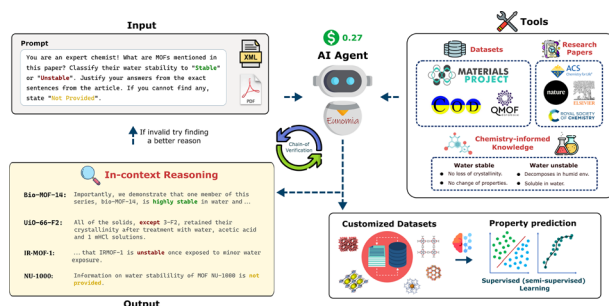 Input
Prompt
You are an expert chemist! What are MOFs mentioned
in this paper? Classify their water stability to "Stable"
or "Unstable". Justify your answers from the exact
sentences from the article. If you cannot find any,
state "Not Provided".
XML
PDF
0.27
AI Agent
Eunomia
Chain-of-
Verification
If invalid try finding
a better reason
Tools
Datasets
MATERIALS
PROJECT
COD
QMOF
Research
Papers
ACS
nature
ELSEVIER
ROYAL SOCIETY
OF CHEMISTRY
Chemistry-informed
Knowledge
Water stable
No loss of crystallinity.
No change of properties.
Water unstable
Decomposes in humid env.
Soluble in water.
In-context Reasoning
Bio-MOF-14: Importantly, we demonstrate that one member of this
series, bio-MOF-14, is highly stable in water and ...
UiO-66-F2: All of the solids, except 3-F2, retained their
crystallinity after treatment with water, acetic acid
and 1 mHCl solutions.
IR-MOF-1: ... that IRMOF-1 is unstable once exposed to miner water
exposure.
NU-1000: Information on water stability of MOF NU-1000 is not
provided.
Output
Customized Datasets
Property prediction
Supervised (semi-supervised)
Learning